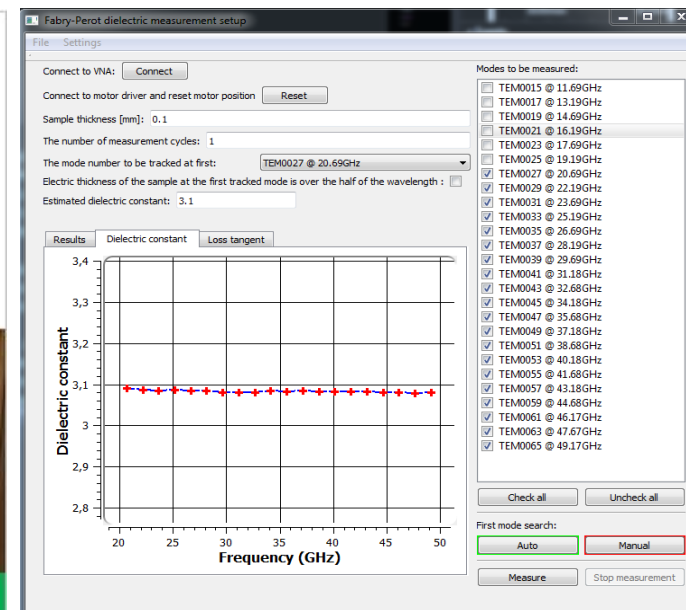 Fabry-Perot dielectric measurement setup
File Settings
Connect to VNA: Connect
Connect to motor driver and reset motor position Reset
Sample thickness [mm]: 0.1
The number of measurement cycles: 1
The mode number to be tracked at first: TEM0027 @ 20.69GHz
Electric thickness of the sample at the first tracked mode is over the half of the wavelength :
Estimated dielectric constant: 3.1
Results Dielectric constant Loss tangent
3,4
3,3
3,2
3,1
3
2,9
2,8
Dielectric constant
20 25 30 35 40 45 50
Frequency (GHz)
Modes to be measured:
TEM0015 @ 11.69GHz
TEM0017 @ 13.19GHz
TEM0019 @ 14.69GHz
TEM0021 @ 16.19GHz
TEM0023 @ 17.69GHz
TEM0025 @ 19.19GHz
TEM0027 @ 20.69GHz
TEM0029 @ 22.19GHz
TEM0031 @ 23.69GHz
TEM0033 @ 25.19GHz
TEM0035 @ 26.69GHz
TEM0037 @ 28.19GHz
TEM0039 @ 29.69GHz
TEM0041 @ 31.18GHz
TEM0043 @ 32.68GHz
TEM0045 @ 34.18GHz
TEM0047 @ 35.68GHz
TEM0049 @ 37.18GHz
TEM0051 @ 38.68GHz
TEM0053 @ 40.18GHz
TEM0055 @ 41.68GHz
TEM0057 @ 43.18GHz
TEM0059 @ 44.68GHz
TEM0061 @ 46.17GHz
TEM0063 @ 47.67GHz
TEM0065 @ 49.17GHz
Check all Uncheck all
First mode search:
Auto Manual
Measure Stop measurement